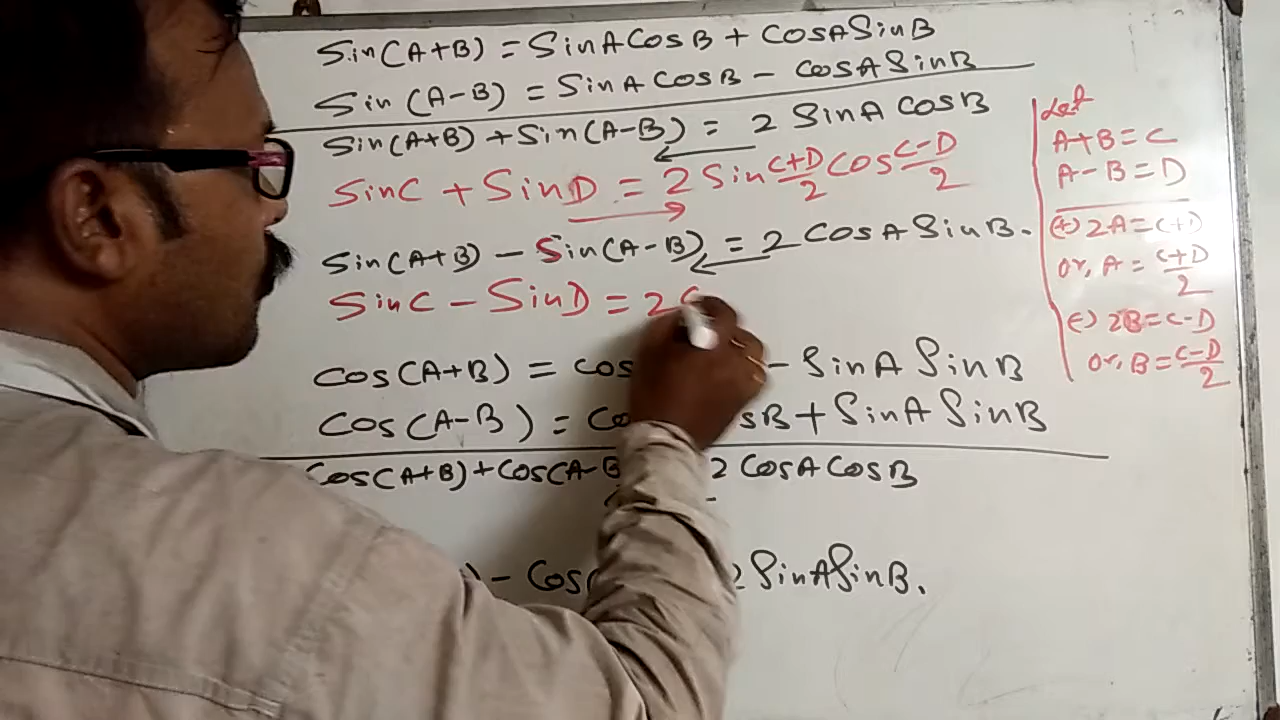 Sin(A+B) = SinACosB + CosASinB
Sin(A-B) = SinACosB - CosASinB
Sin(A+B) + Sin(A-B) = 2 SinA CosB
SinC + SinD = 2 Sin (C+D)/2 Cos (C-D)/2
Sin(A+B) - Sin(A-B) = 2 CosA SinB.
SinC - SinD = 2
Cos(A+B) = Cos - SinA SinB
Cos(A-B) = Co sB + SinA SinB
Cos(A+B) + Cos(A-B 2 CosA CosB
) - Cos( 2 SinA SinB.
Let
A+B = C
A-B = D
(+) 2A = C+D
or, A = (C+D)/2
(-) 2B = C-D
or, B = (C-D)/2